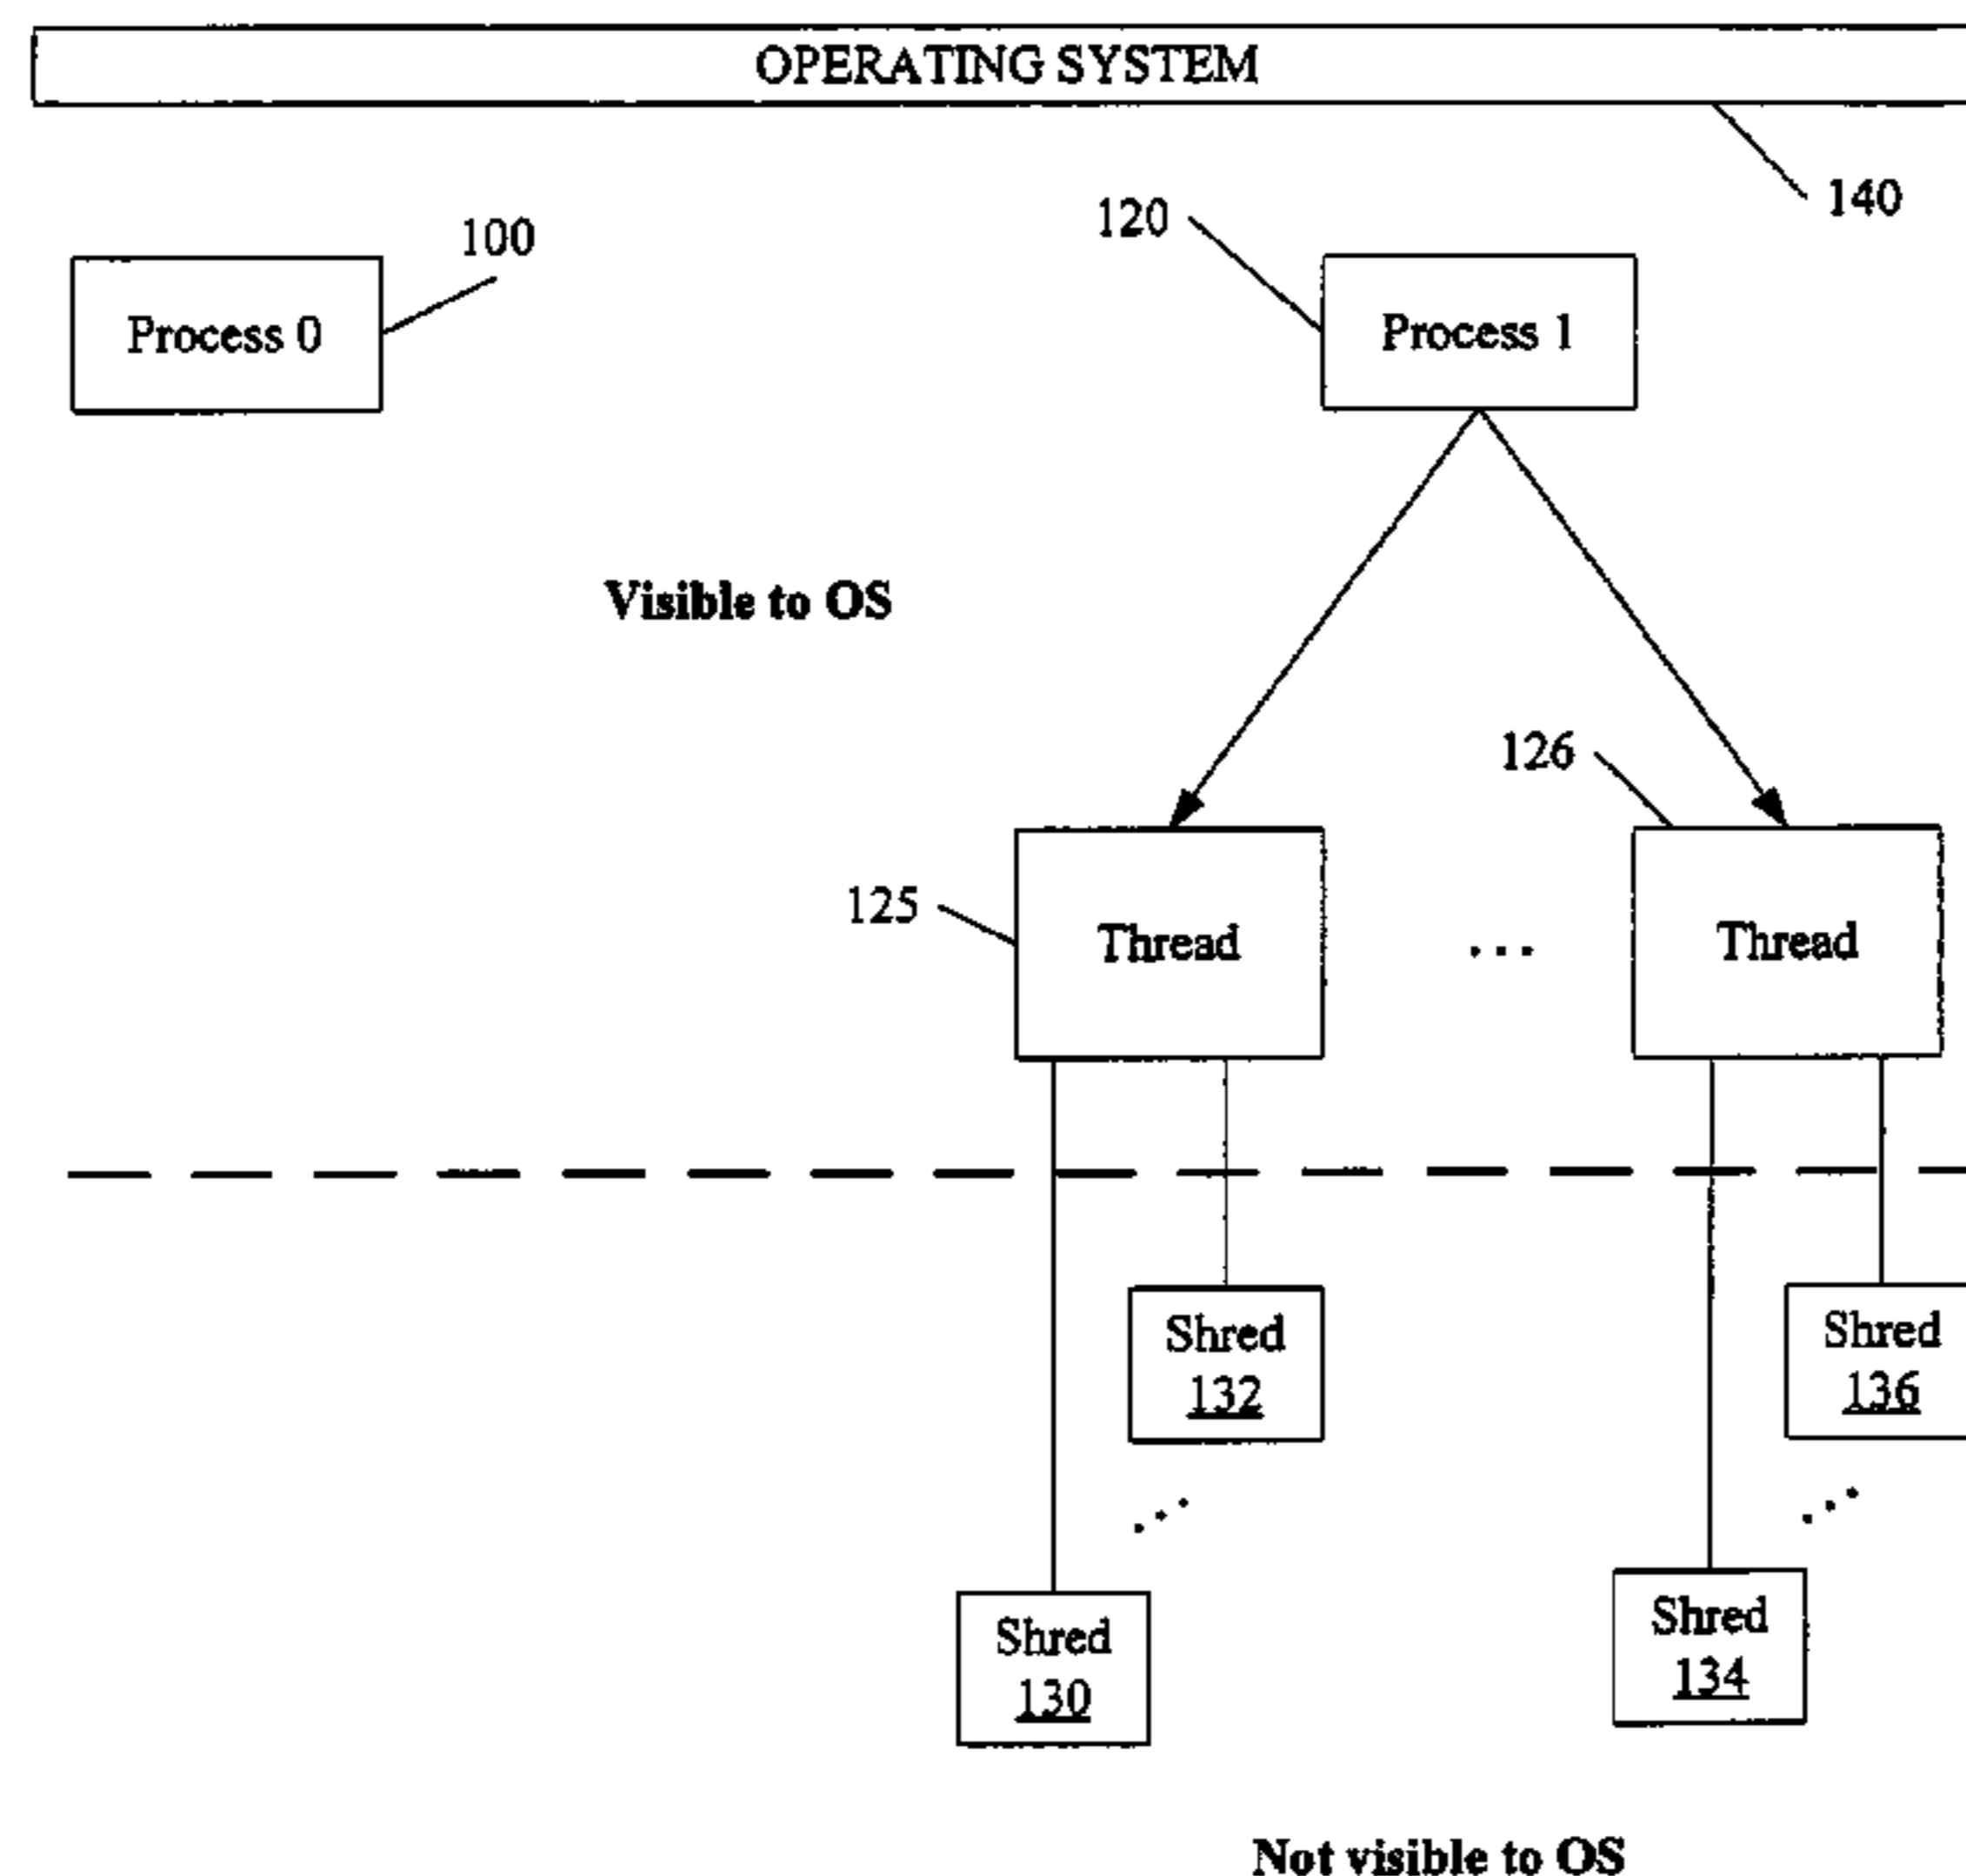 OPERATING SYSTEM
140
100
120
Process 0
Process 1
Visible to OS
126
125
Thread
...
Thread
Shred
132
Shred
136
...
...
Shred
130
Shred
134
Not visible to OS